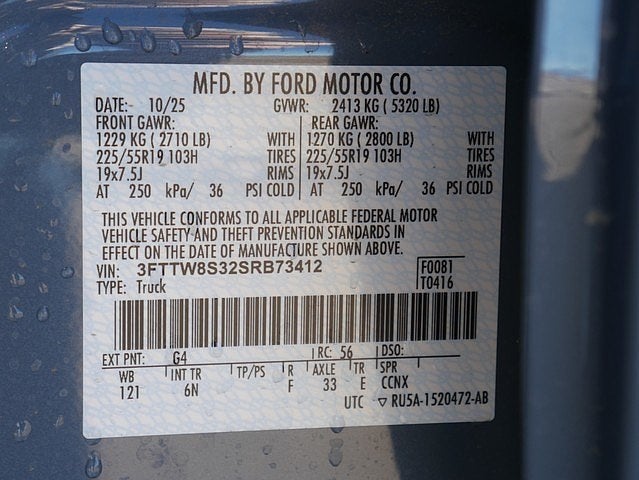 MFD. BY FORD MOTOR CO.
DATE: 10/25 GVWR: 2413 KG (5320 LB)
FRONT GAWR: REAR GAWR:
1229 KG (2710 LB) WITH 1270 KG (2800 LB) WITH
225/55R19 103H TIRES 225/55R19 103H TIRES
19x7.5J RIMS 19x7.5J RIMS
AT 250 kPa/ 36 PSI COLD AT 250 kPa/ 36 PSI COLD
THIS VEHICLE CONFORMS TO ALL APPLICABLE FEDERAL MOTOR
VEHICLE SAFETY AND THEFT PREVENTION STANDARDS IN
EFFECT ON THE DATE OF MANUFACTURE SHOWN ABOVE.
VIN: 3FTTW8S32SRB73412 F0081
TYPE: Truck T0416
EXT PNT: G4 RC: 56 DSO:
WB INT TR TP/PS R AXLE TR SPR
121 6N F 33 E CCNX
UTC ▽ RU5A-1520472-AB